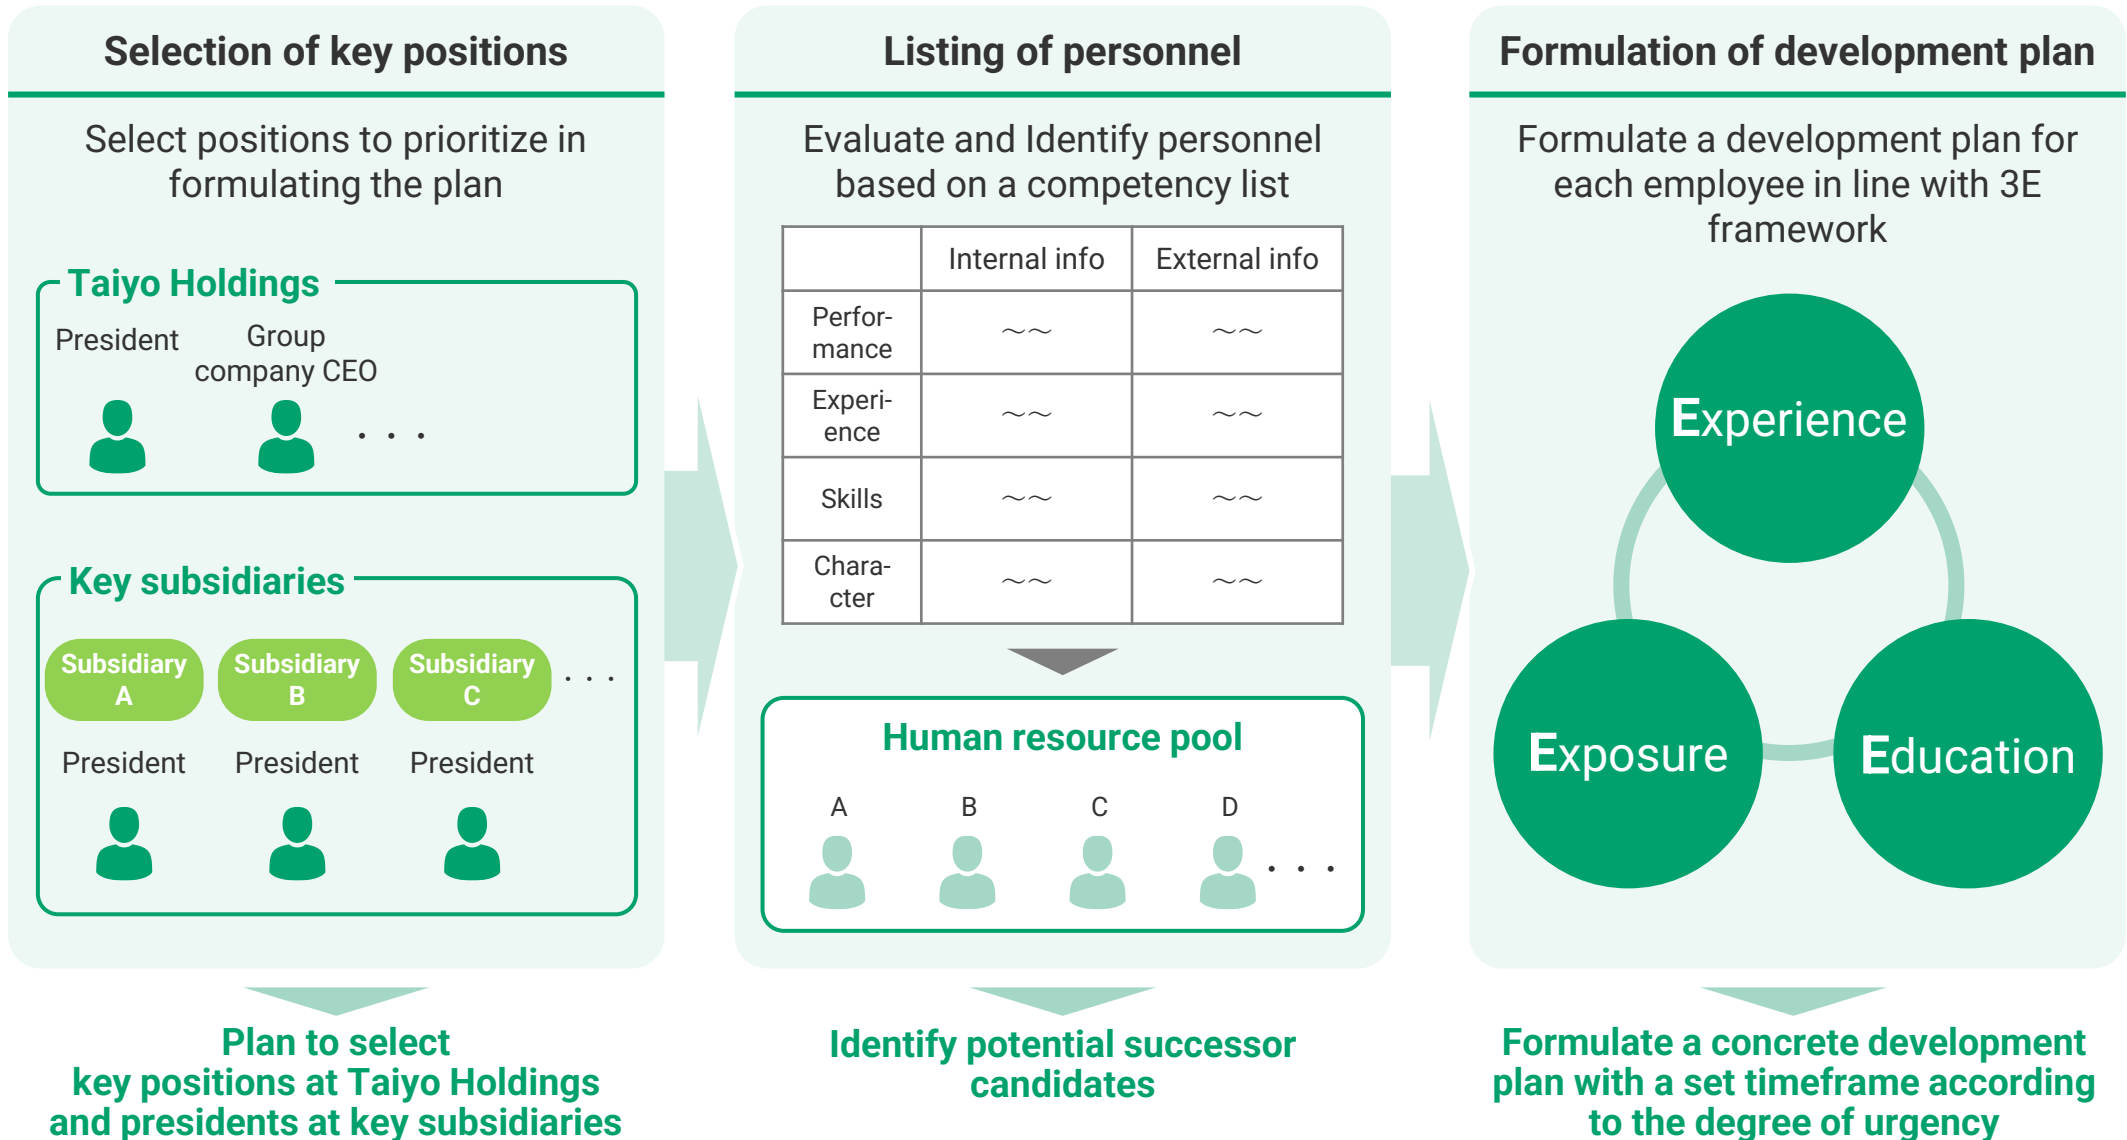 Selection of key positions
Select positions to prioritize in
formulating the plan
Taiyo Holdings
President
Group
company CEO
. . .
Key subsidiaries
Subsidiary
A
Subsidiary
B
Subsidiary
C
. . .
President
President
President
Plan to select
key positions at Taiyo Holdings
and presidents at key subsidiaries
Listing of personnel
Evaluate and Identify personnel
based on a competency list
Internal info
External info
Perfor-
mance
~~
~~
Experi-
ence
~~
~~
Skills
~~
~~
Chara-
cter
~~
~~
Human resource pool
A
B
C
D
. . .
Identify potential successor
candidates
Formulation of development plan
Formulate a development plan for
each employee in line with 3E
framework
Experience
Exposure
Education
Formulate a concrete development
plan with a set timeframe according
to the degree of urgency